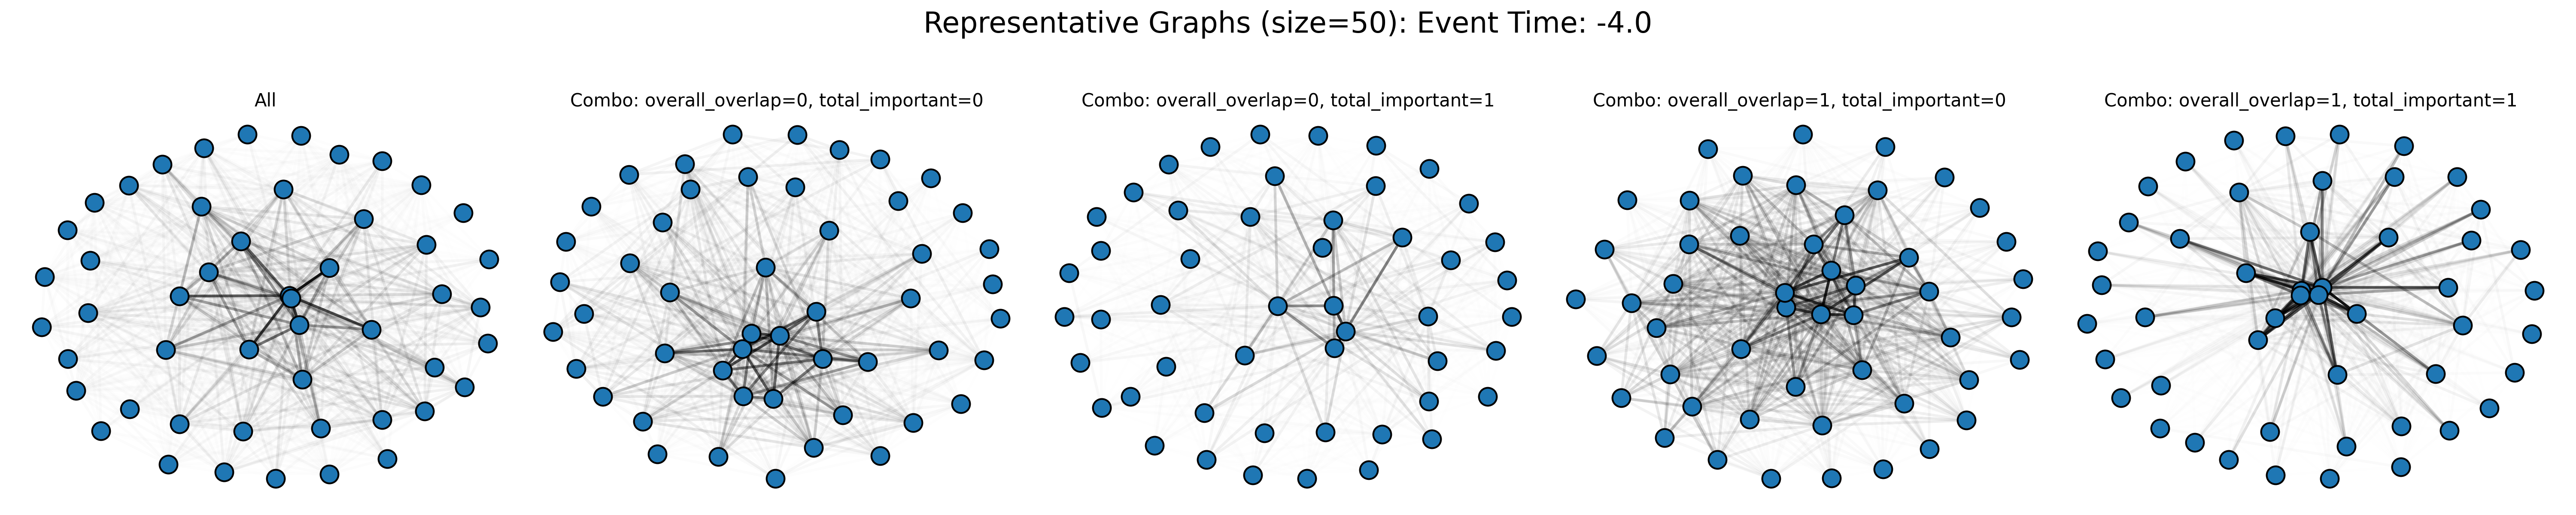 Representative Graphs (size=50): Event Time: -4.0
All
Combo: overall_overlap=0, total_important=0
Combo: overall_overlap=0, total_important=1
Combo: overall_overlap=1, total_important=0
Combo: overall_overlap=1, total_important=1